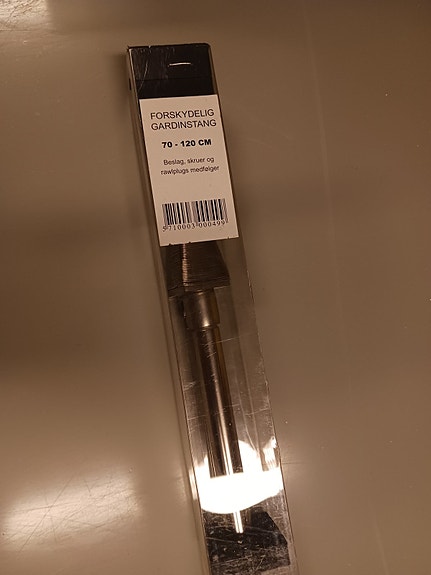 FORSKYDELIG
GARDINSTANG
70 - 120 CM
Beslag, skruer og
rawlplugs medfølger
5710003000499